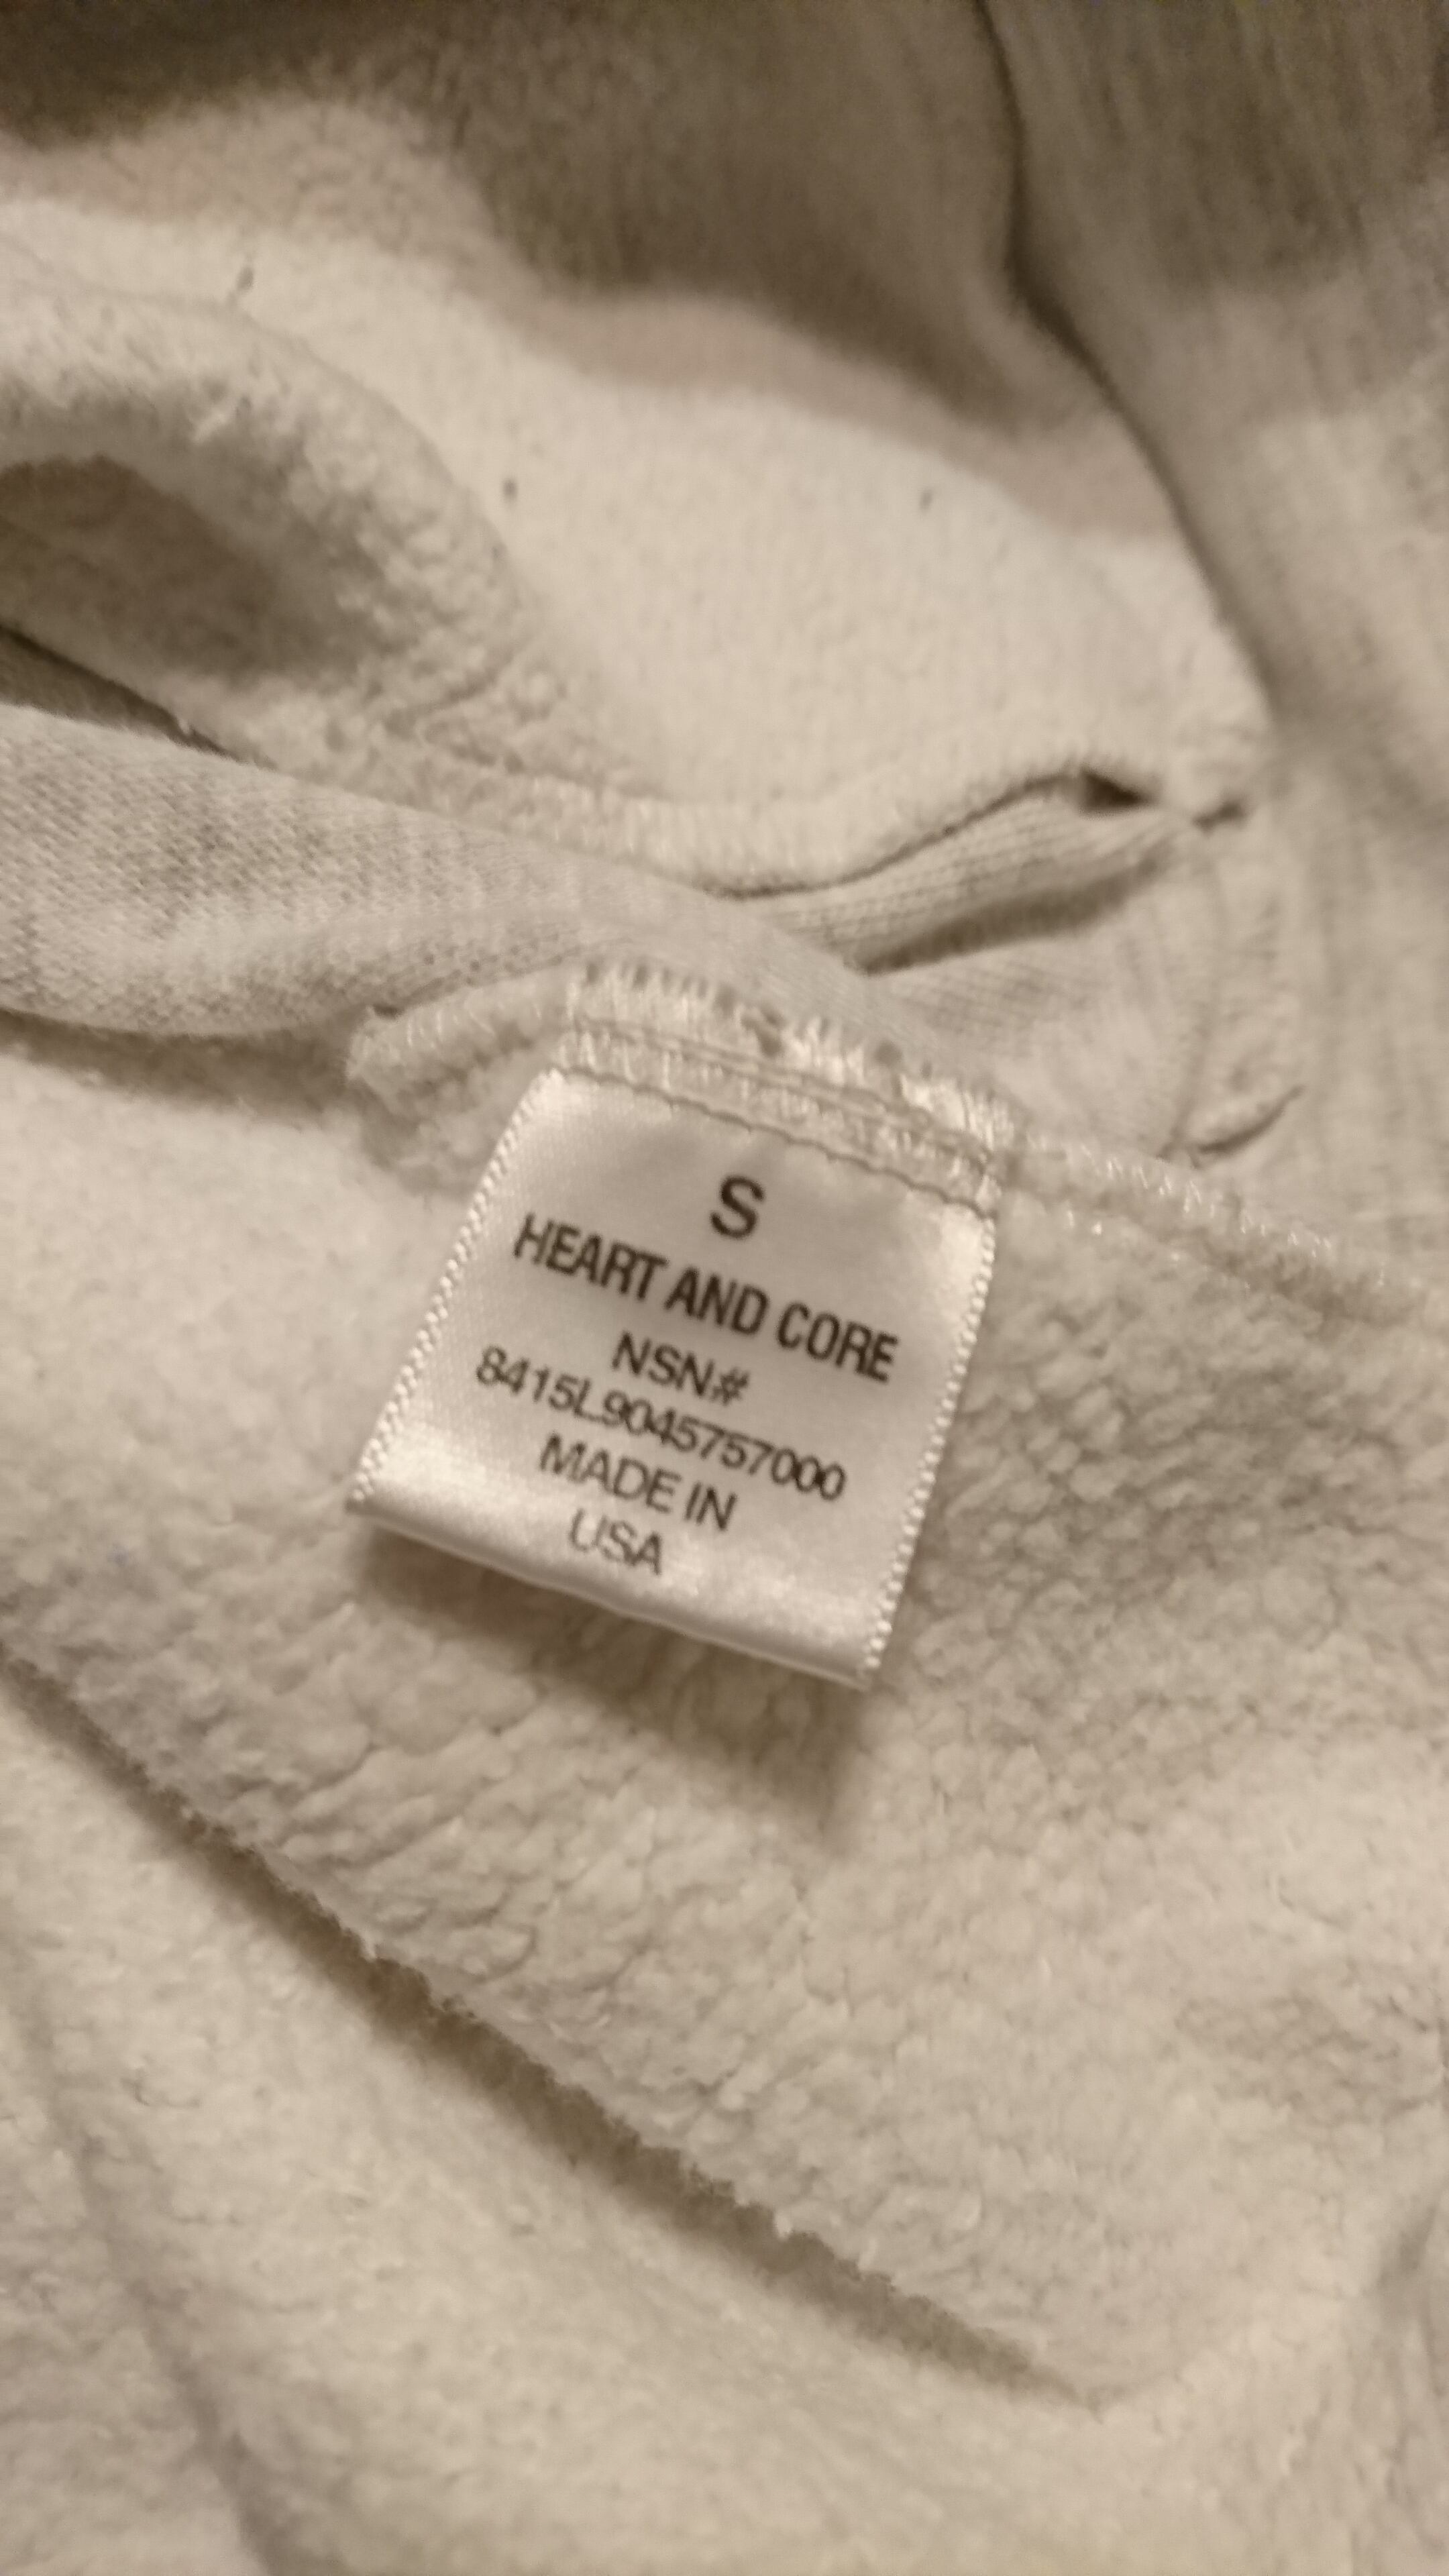 S
HEART AND CORE
NSN#
8415L9045757000
MADE IN
USA